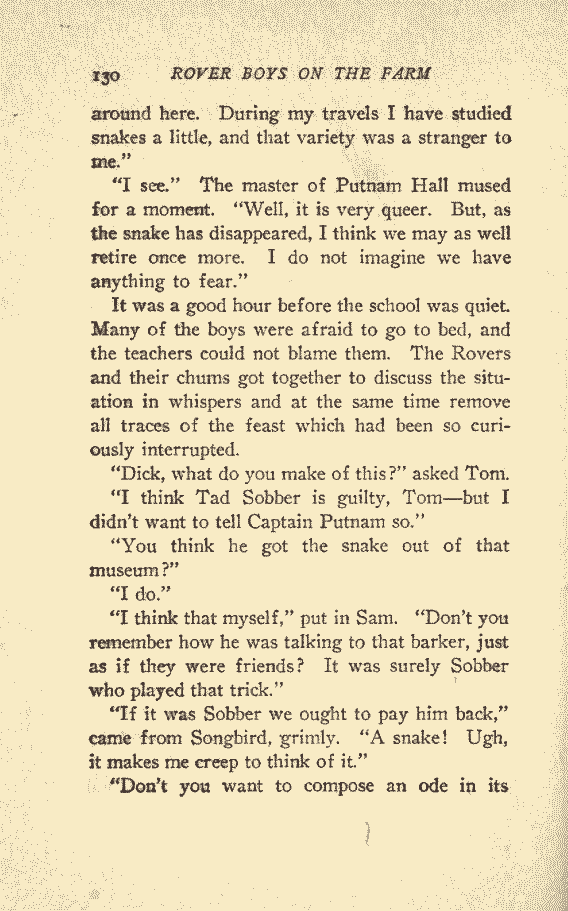 130 ROVER BOYS ON THE FARM
around here. During my travels I have studied
snakes a little, and that variety was a stranger to
me."
"I see." The master of Putnam Hall mused
for a moment. "Well, it is very queer. But, as
the snake has disappeared, I think we may as well
retire once more. I do not imagine we have
anything to fear."
It was a good hour before the school was quiet.
Many of the boys were afraid to go to bed, and
the teachers could not blame them. The Rovers
and their chums got together to discuss the situ-
ation in whispers and at the same time remove
all traces of the feast which had been so curi-
ously interrupted.
"Dick, what do you make of this?" asked Tom.
"I think Tad Sobber is guilty, Tom—but I
didn't want to tell Captain Putnam so."
"You think he got the snake out of that
museum?"
"I do."
"I think that myself," put in Sam. "Don't you
remember how he was talking to that barker, just
as if they were friends? It was surely Sobber
who played that trick."
"If it was Sobber we ought to pay him back,"
came from Songbird, grimly. "A snake! Ugh,
it makes me creep to think of it."
"Don't you want to compose an ode in its